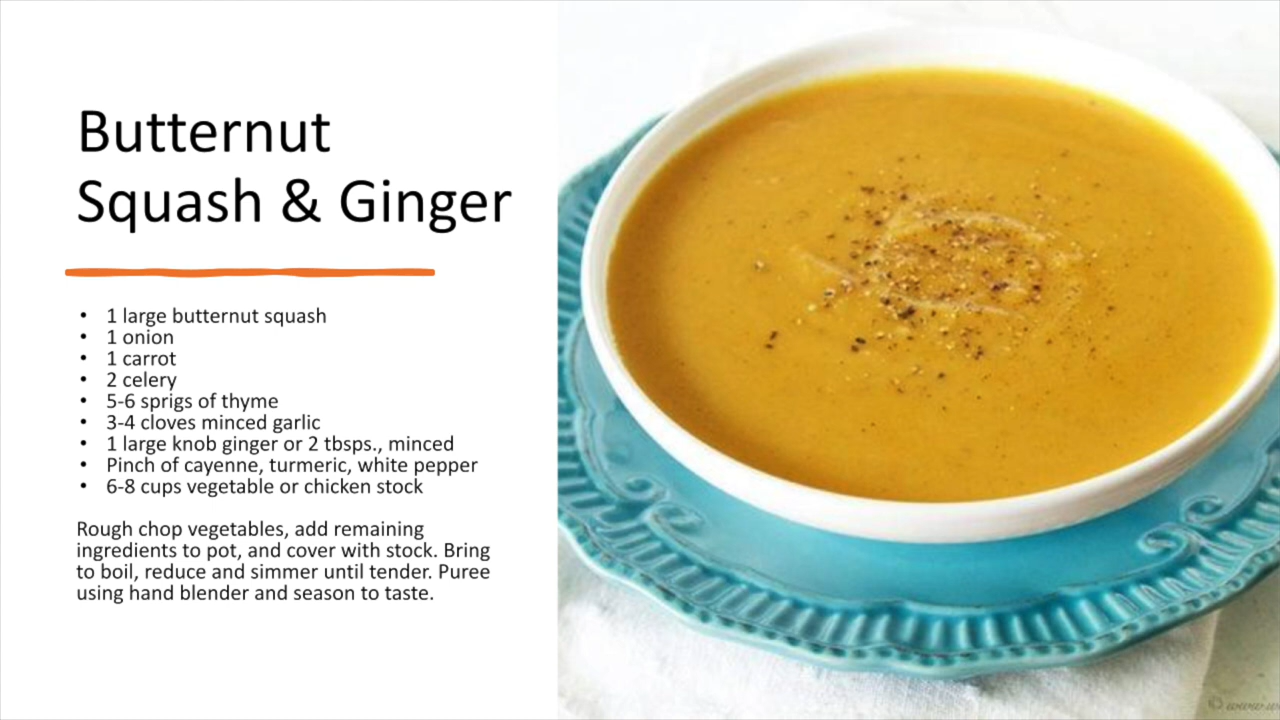 Butternut
Squash & Ginger
• 1 large butternut squash
• 1 onion
• 1 carrot
• 2 celery
• 5-6 sprigs of thyme
• 3-4 cloves minced garlic
• 1 large knob ginger or 2 tbsps., minced
• Pinch of cayenne, turmeric, white pepper
• 6-8 cups vegetable or chicken stock
Rough chop vegetables, add remaining
ingredients to pot, and cover with stock. Bring
to boil, reduce and simmer until tender. Puree
using hand blender and season to taste.